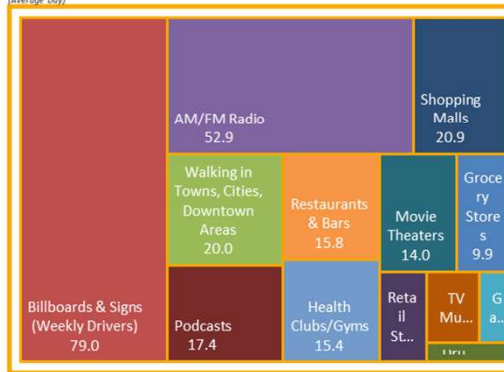 (Average Day)
AM/FM Radio
52.9
Shopping
Malls
20.9
Walking in
Towns, Cities,
Downtown
Areas
20.0
Restaurants
& Bars
15.8
Movie
Theaters
14.0
Groce
ry
Store
s
9.9
Billboards & Signs
(Weekly Drivers)
79.0
Podcasts
17.4
Health
Clubs/Gyms
15.4
Reta
il
St...
TV
Mu...
G
a...